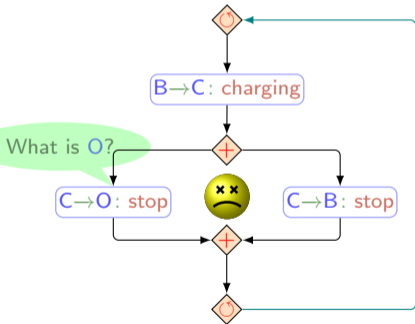 B→C: charging
What is O?
C→O: stop
C→B: stop